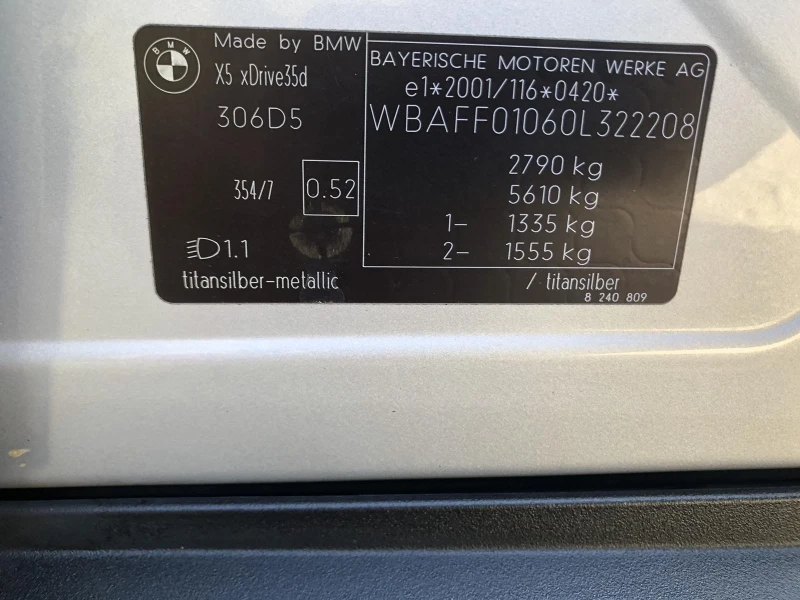 BMW
Made by BMW
X5 xDrive35d
306D5
354/7
0.52
1.1
titansilber-metallic
BAYERISCHE MOTOREN WERKE AG
e1*2001/116*0420*
WBAFF01060L322208
2790 kg
5610 kg
1- 1335 kg
2- 1555 kg
/ titansilber
8 240 809